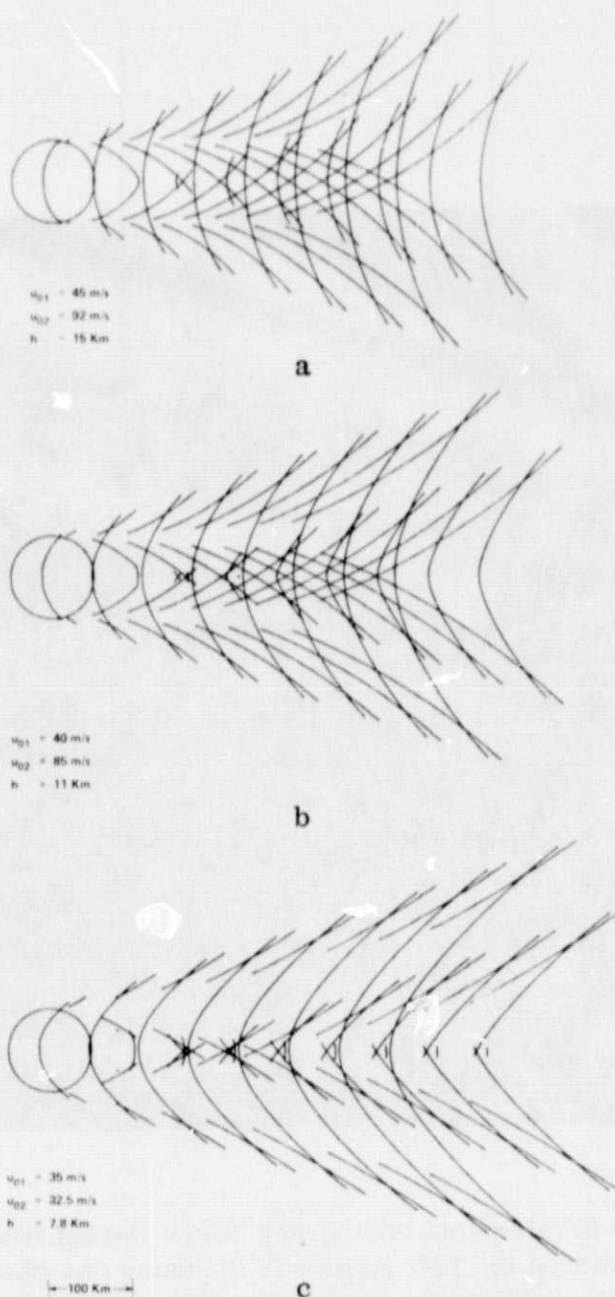 u₀₁ = 45 m/s
u₀₂ = 92 m/s
h = 15 Km
a
u₀₁ = 40 m/s
u₀₂ = 85 m/s
h = 11 Km
b
u₀₁ = 35 m/s
u₀₂ = 32.5 m/s
h = 7.8 Km
100 Km
c